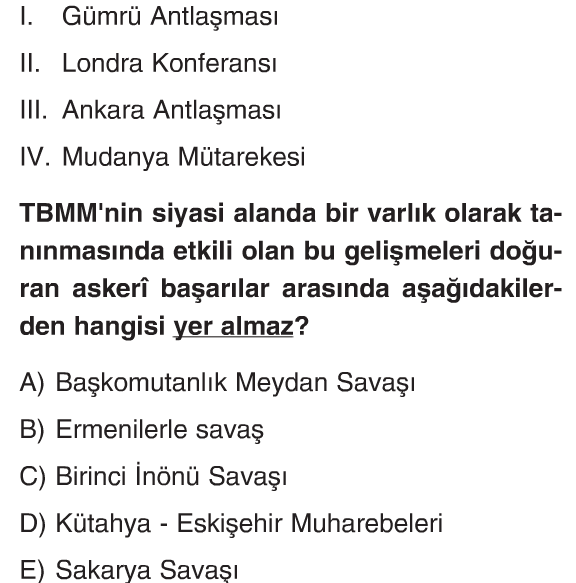 I. Gümrü Antlaşması
II. Londra Konferansı
III. Ankara Antlaşması
IV. Mudanya Mütarekesi
TBMM'nin siyasi alanda bir varlık olarak ta-
nınmasında etkili olan bu gelişmeleri doğu-
ran askerî başarılar arasında aşağıdakiler-
den hangisi yer almaz?
A) Başkomutanlık Meydan Savaşı
B) Ermenilerle savaş
C) Birinci İnönü Savaşı
D) Kütahya - Eskişehir Muharebeleri
E) Sakarya Savaşı